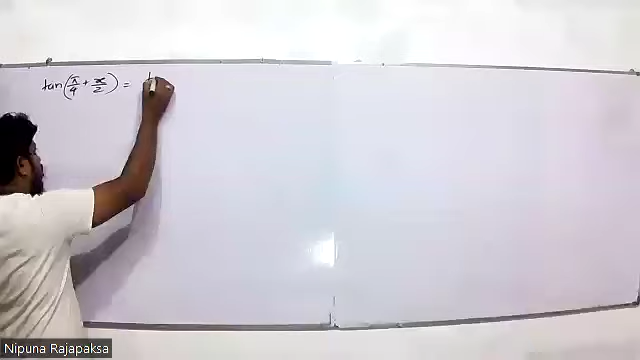 tan(π/4 + x/2) =
Nipuna Rajapaksa